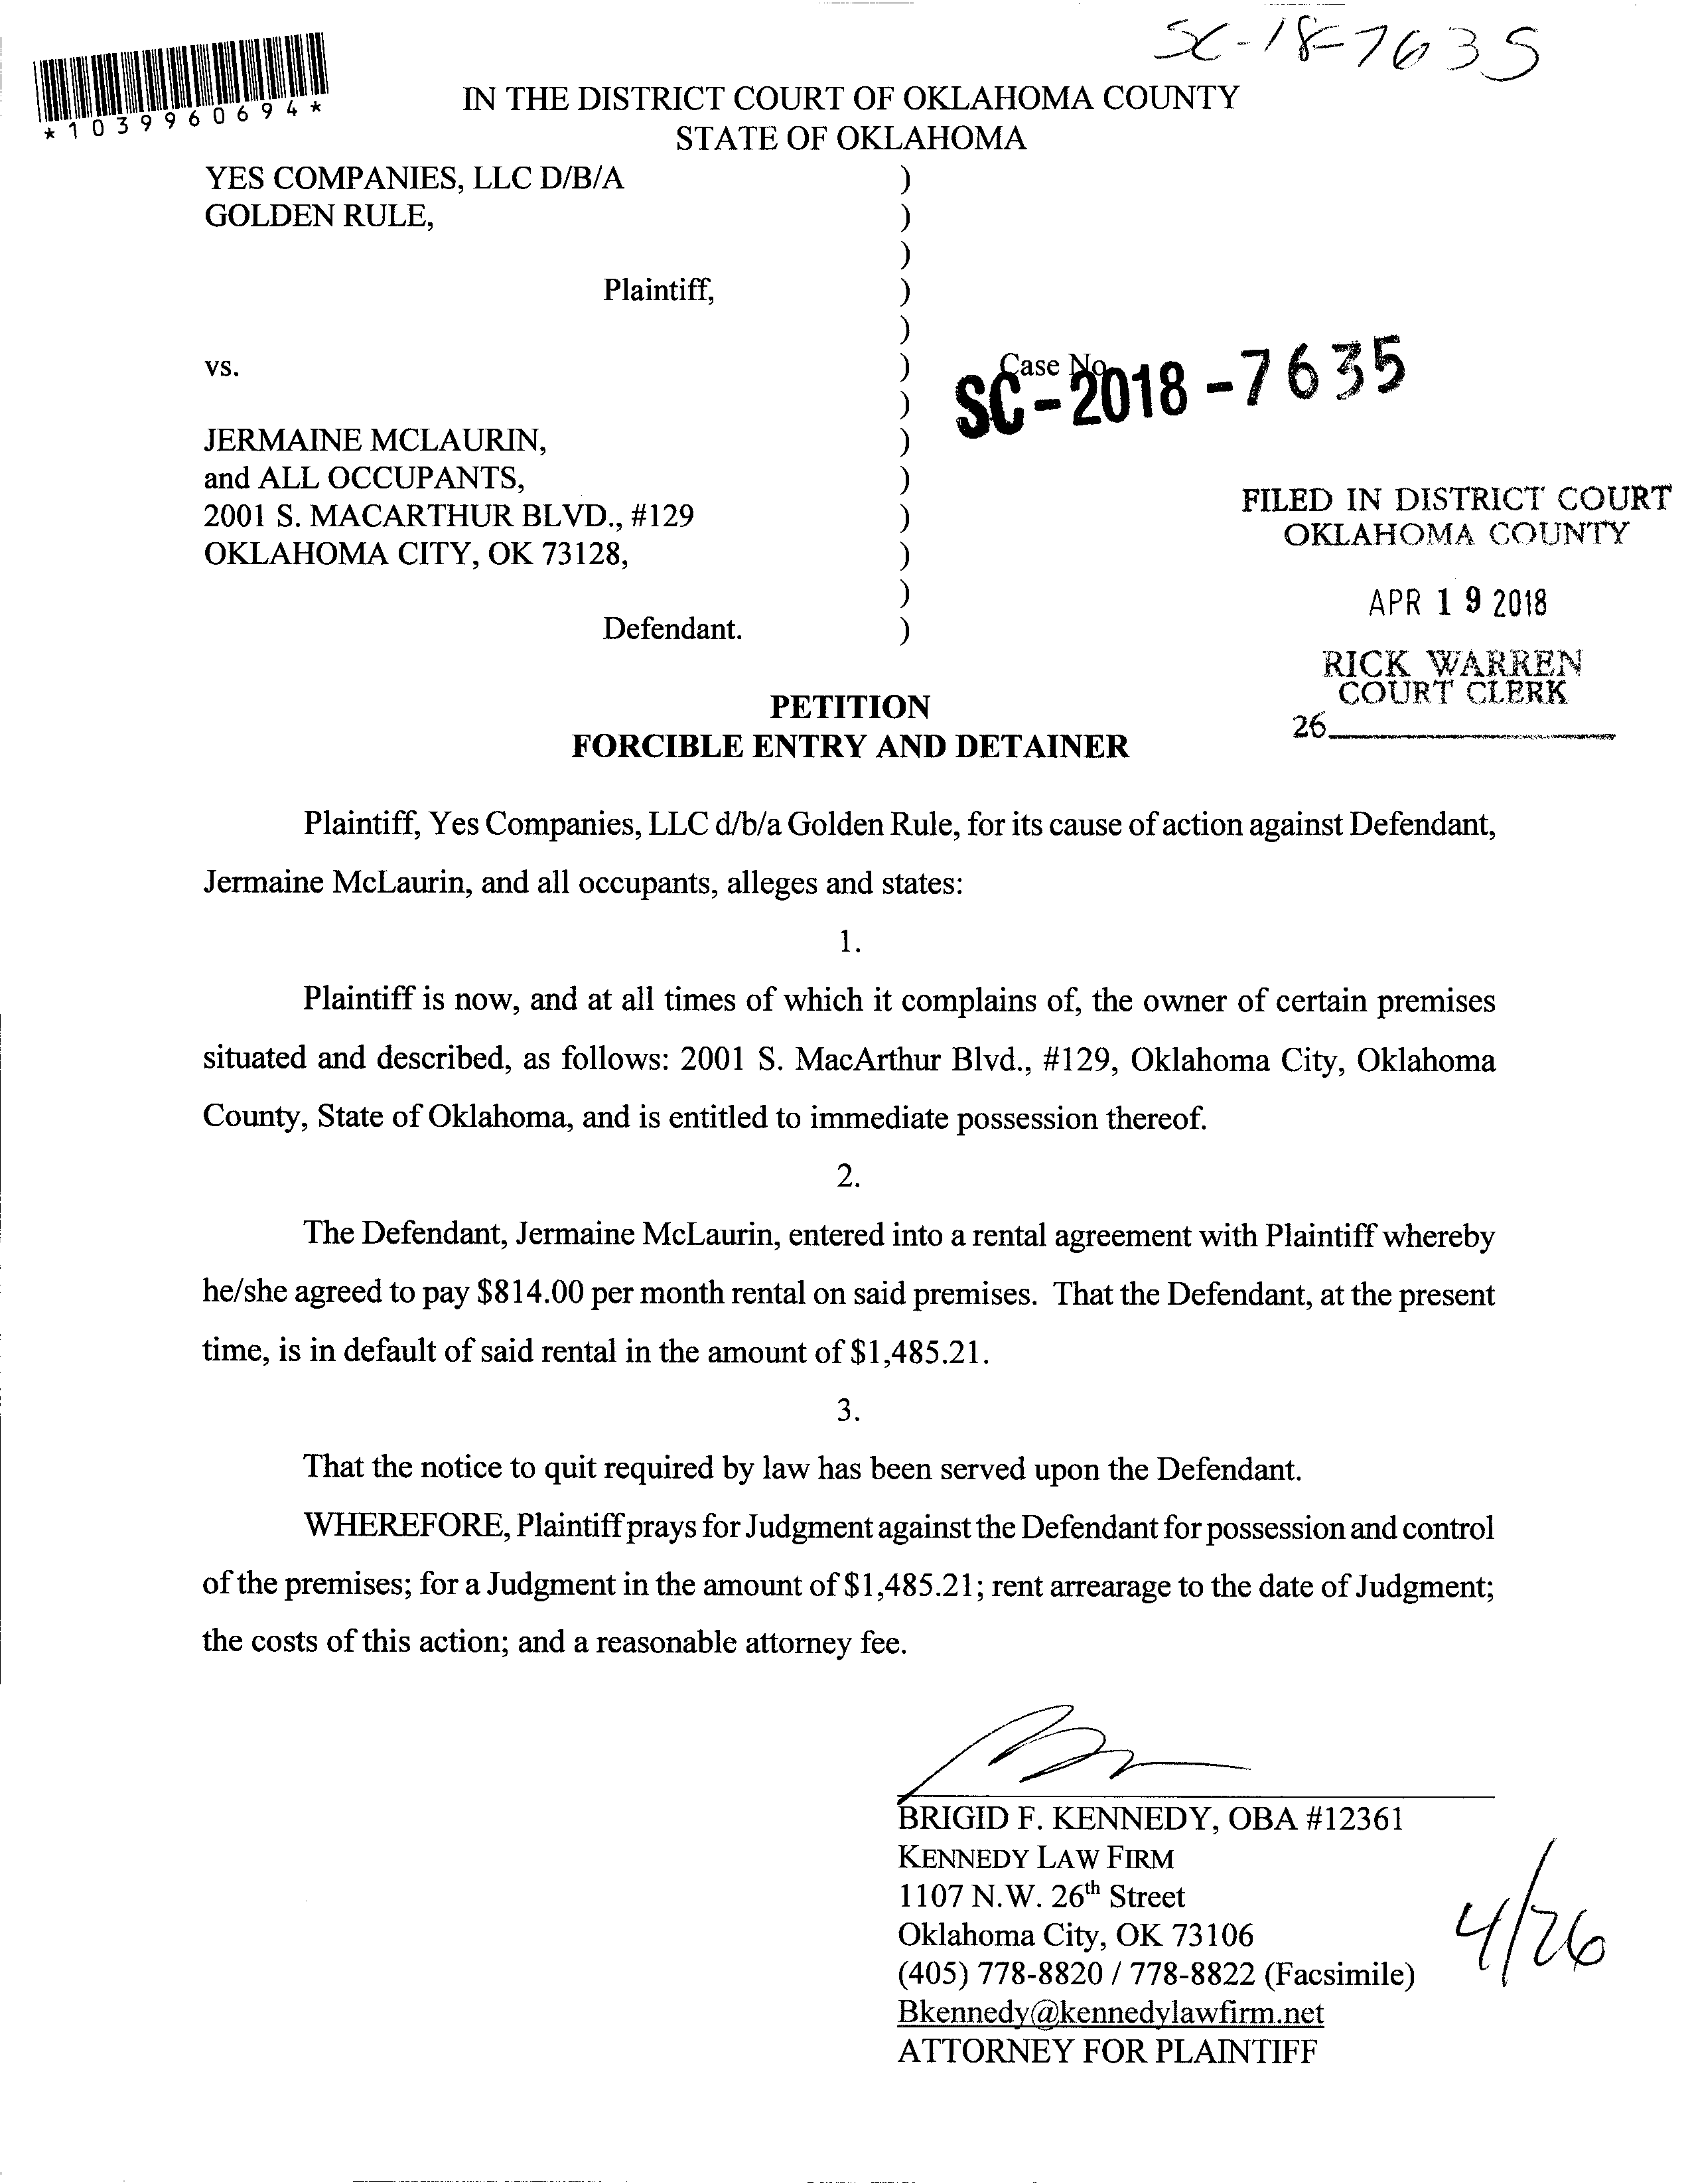 SC-18-7635
*1039960694*
IN THE DISTRICT COURT OF OKLAHOMA COUNTY
STATE OF OKLAHOMA
YES COMPANIES, LLC D/B/A )
GOLDEN RULE, )
)
Plaintiff, )
)
vs. ) Case No.
) SC-2018-7635
JERMAINE MCLAURIN, )
and ALL OCCUPANTS, )
2001 S. MACARTHUR BLVD., #129 )
OKLAHOMA CITY, OK 73128, )
)
Defendant. )
FILED IN DISTRICT COURT
OKLAHOMA COUNTY
APR 19 2018
RICK WARREN
COURT CLERK
26
PETITION
FORCIBLE ENTRY AND DETAINER
Plaintiff, Yes Companies, LLC d/b/a Golden Rule, for its cause of action against Defendant,
Jermaine McLaurin, and all occupants, alleges and states:
1.
Plaintiff is now, and at all times of which it complains of, the owner of certain premises
situated and described, as follows: 2001 S. MacArthur Blvd., #129, Oklahoma City, Oklahoma
County, State of Oklahoma, and is entitled to immediate possession thereof.
2.
The Defendant, Jermaine McLaurin, entered into a rental agreement with Plaintiff whereby
he/she agreed to pay $814.00 per month rental on said premises. That the Defendant, at the present
time, is in default of said rental in the amount of $1,485.21.
3.
That the notice to quit required by law has been served upon the Defendant.
WHEREFORE, Plaintiff prays for Judgment against the Defendant for possession and control
of the premises; for a Judgment in the amount of $1,485.21; rent arrearage to the date of Judgment;
the costs of this action; and a reasonable attorney fee.
BRIGID F. KENNEDY, OBA #12361
KENNEDY LAW FIRM
1107 N.W. 26th Street
Oklahoma City, OK 73106
(405) 778-8820 / 778-8822 (Facsimile)
Bkennedy@kennedylawfirm.net
ATTORNEY FOR PLAINTIFF
4/26